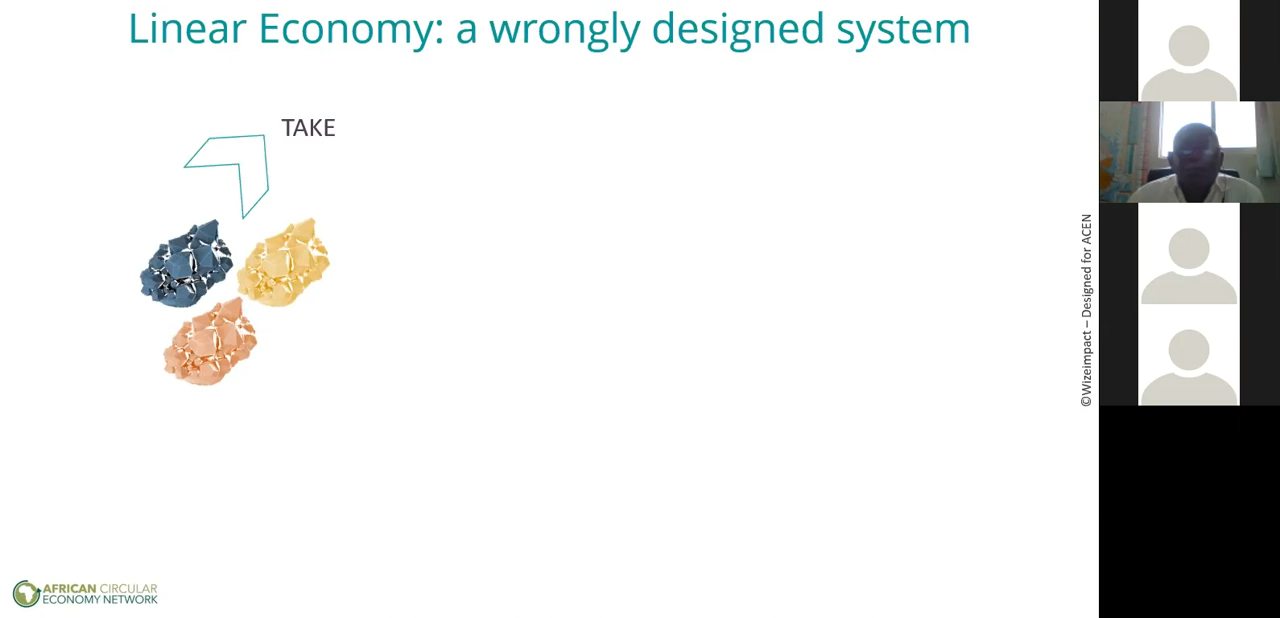 Linear Economy: a wrongly designed system
TAKE
©Wizeimpact – Designed for ACEN
AFRICAN CIRCULAR
ECONOMY NETWORK